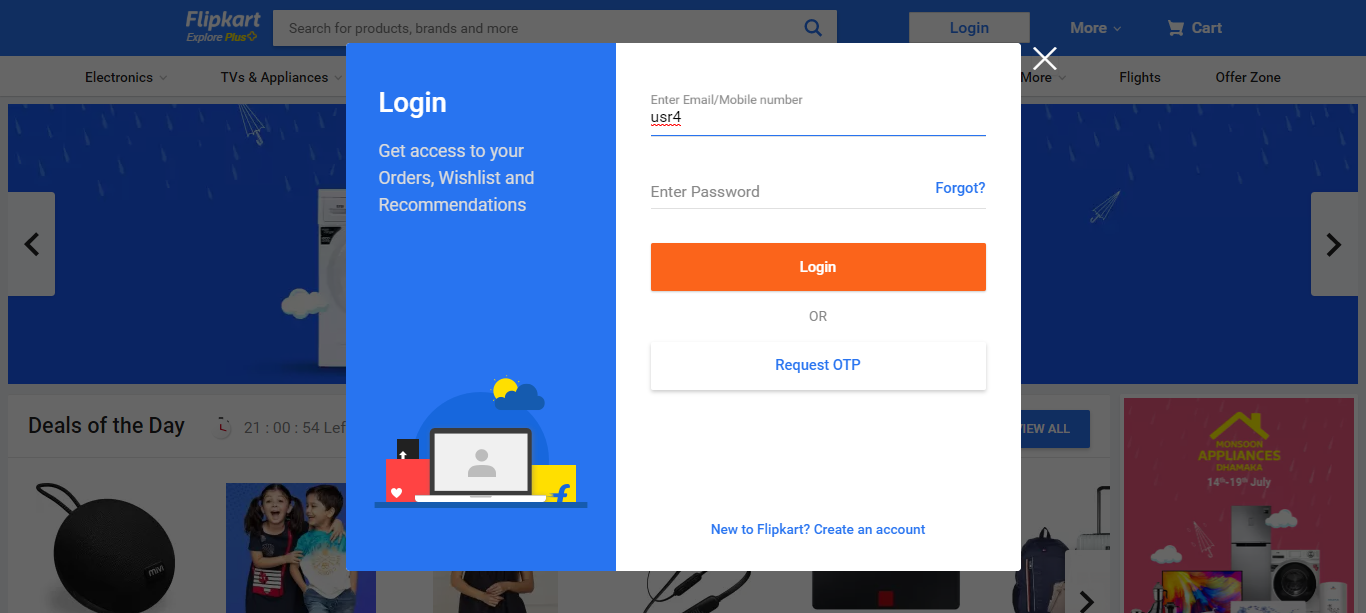 Flipkart
Explore Plus
Search for products, brands and more
Login
More
Cart
Electronics
TVs & Appliances
More
Flights
Offer Zone
Login
Get access to your
Orders, Wishlist and
Recommendations
Enter Email/Mobile number
usr4
Enter Password
Forgot?
Login
OR
Request OTP
New to Flipkart? Create an account
Deals of the Day
21 : 00 : 54 Lef
VIEW ALL
MONSOON
APPLIANCES
DHAMAKA
14th-19th July
mivi